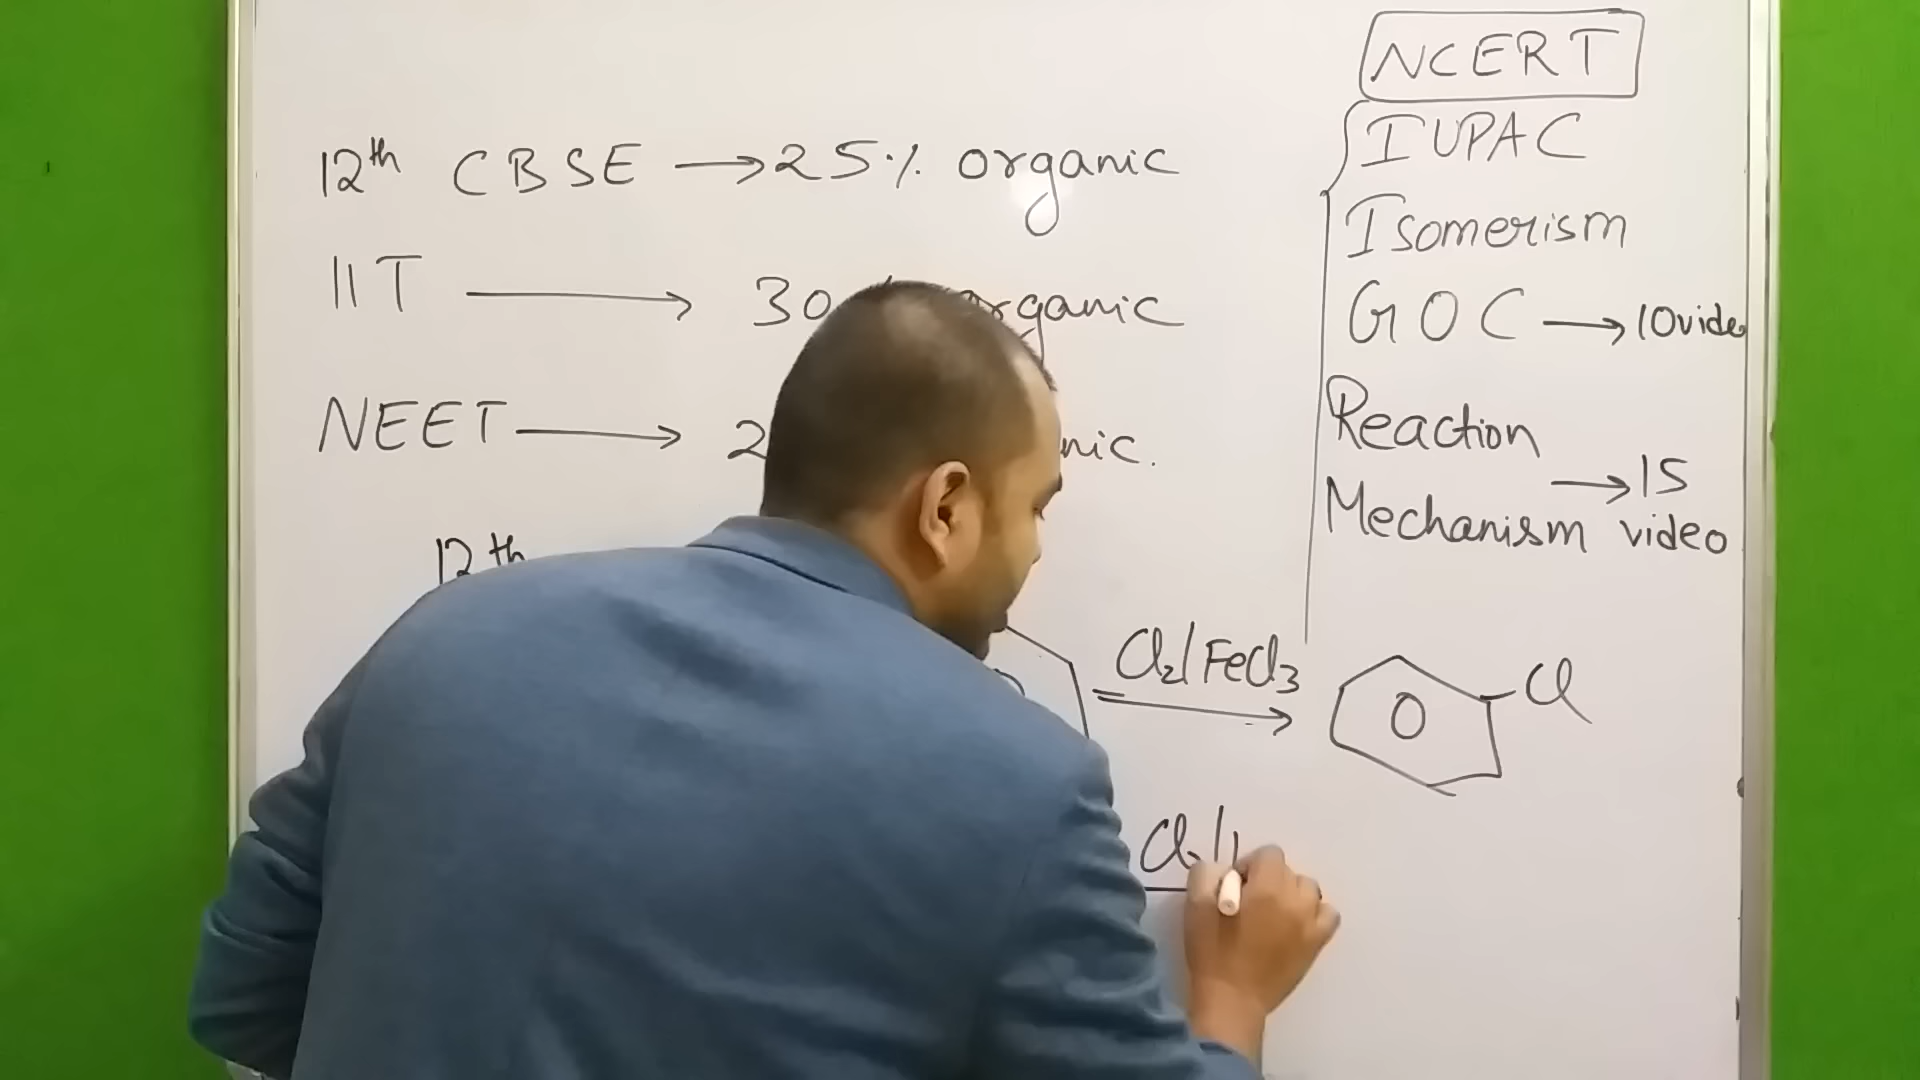 12th CBSE → 25% organic
IIT → 30 organic
NEET → 2 nic.
12th
Cl2/FeCl3
Cl
Cl2/
NCERT
IUPAC
Isomerism
GOC → 10 video
Reaction
Mechanism → 15 video